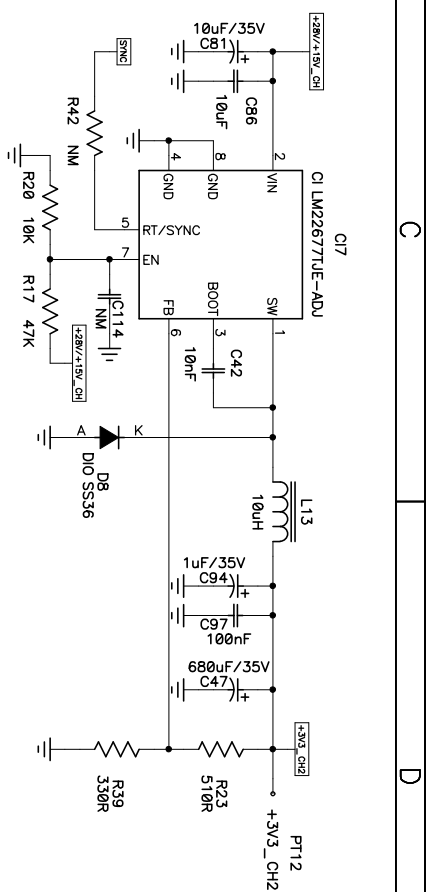 C
D
+28V/+15V_CH
10uF/35V
C81
+
C86
10uF
SYNC
R42
NM
R20
10K
R17
47K
+28V/+15V_CH
C114
NM
CI7
CI LM22677TJE-ADJ
2
VIN
8
GND
4
GND
5
RT/SYNC
7
EN
SW
1
BOOT
3
FB
6
C42
10nF
A
K
D8
DIO SS36
L13
10uH
1uF/35V
C94
+
C97
100nF
680uF/35V
C47
+
R39
330R
R23
510R
+3V3_CH2
PT12
+3V3_CH2